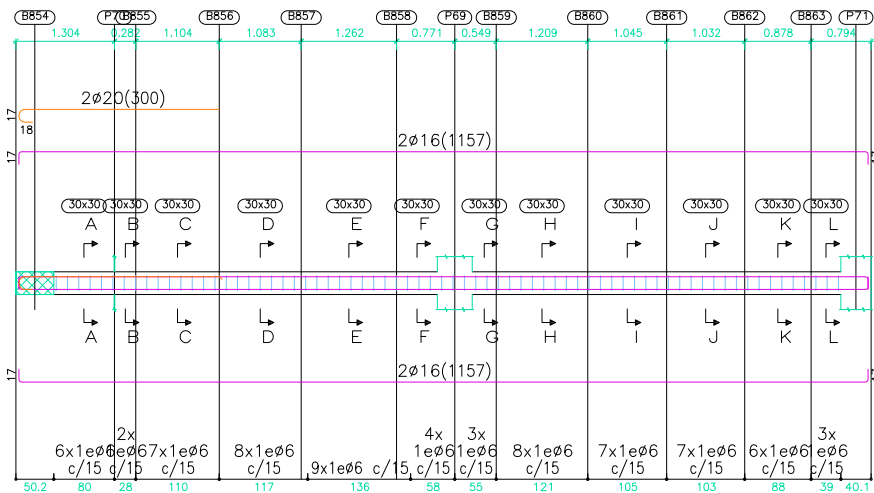 B854 P70 B855 B856 B857 B858 P69 B859 B860 B861 B862 B863 P71
1.304 0.282 1.104 1.083 1.262 0.771 0.549 1.209 1.045 1.032 0.878 0.794
2ø20(300)
17
18
2ø16(1157)
17
30x30 30x30 30x30 30x30 30x30 30x30 30x30 30x30 30x30 30x30 30x30 30x30
A B C D E F G H I J K L
A B C D E F G H I J K L
2ø16(1157)
17
2x 4x 3x 3x
6x1eø6 1eø6 7x1eø6 8x1eø6 1eø6 1eø6 8x1eø6 7x1eø6 7x1eø6 6x1eø6 1eø6
c/15 c/15 c/15 c/15 9x1eø6 c/15 c/15 c/15 c/15 c/15 c/15 c/15 c/15
50.2 80 28 110 117 136 58 55 121 105 103 88 39 40.1